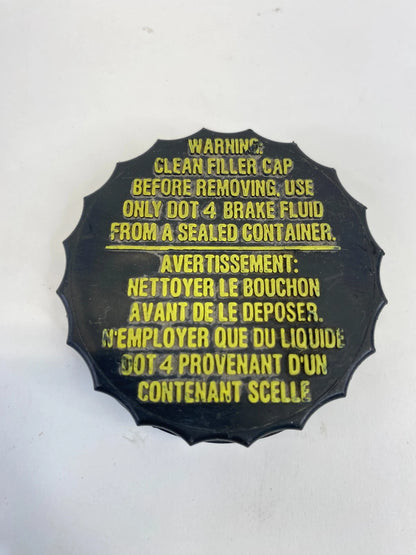 WARNING:
CLEAN FILLER CAP
BEFORE REMOVING. USE
ONLY DOT 4 BRAKE FLUID
FROM A SEALED CONTAINER.
AVERTISSEMENT:
NETTOYER LE BOUCHON
AVANT DE LE DEPOSER.
N'EMPLOYER QUE DU LIQUIDE
DOT 4 PROVENANT D'UN
CONTENANT SCELLE